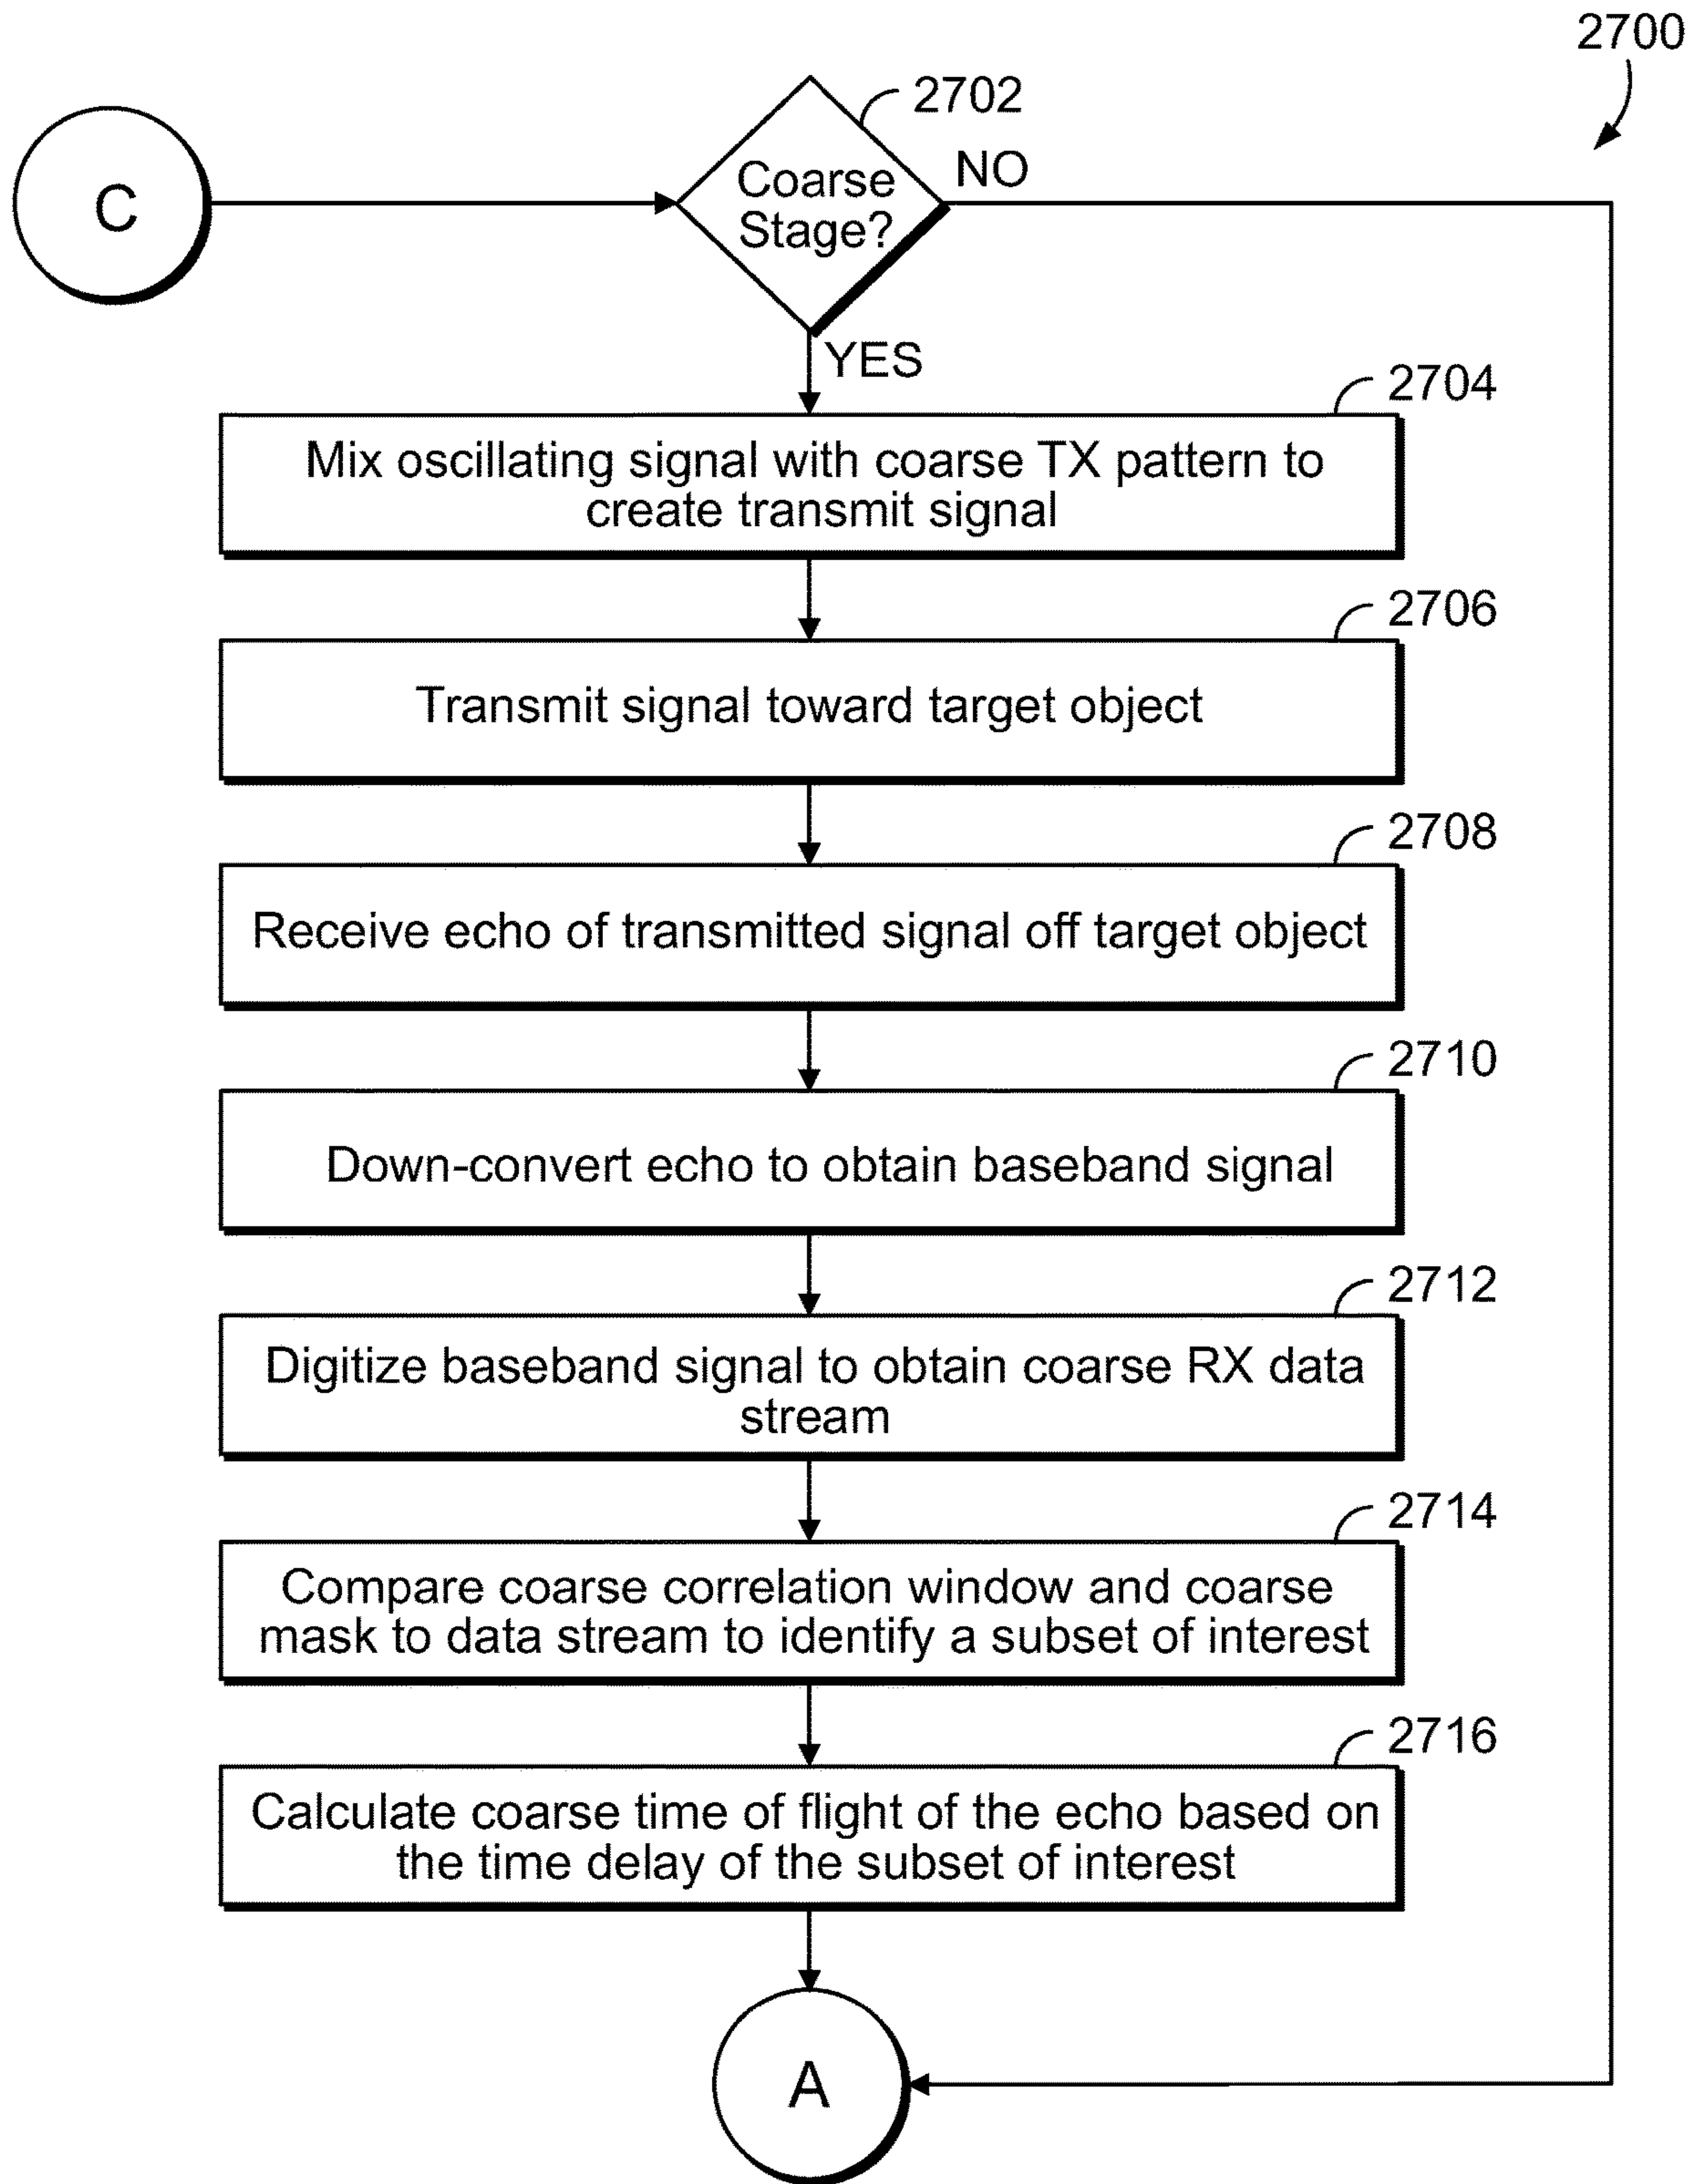 2700
2702
C
Coarse
Stage?
NO
YES
2704
Mix oscillating signal with coarse TX pattern to
create transmit signal
2706
Transmit signal toward target object
2708
Receive echo of transmitted signal off target object
2710
Down-convert echo to obtain baseband signal
2712
Digitize baseband signal to obtain coarse RX data
stream
2714
Compare coarse correlation window and coarse
mask to data stream to identify a subset of interest
2716
Calculate coarse time of flight of the echo based on
the time delay of the subset of interest
A